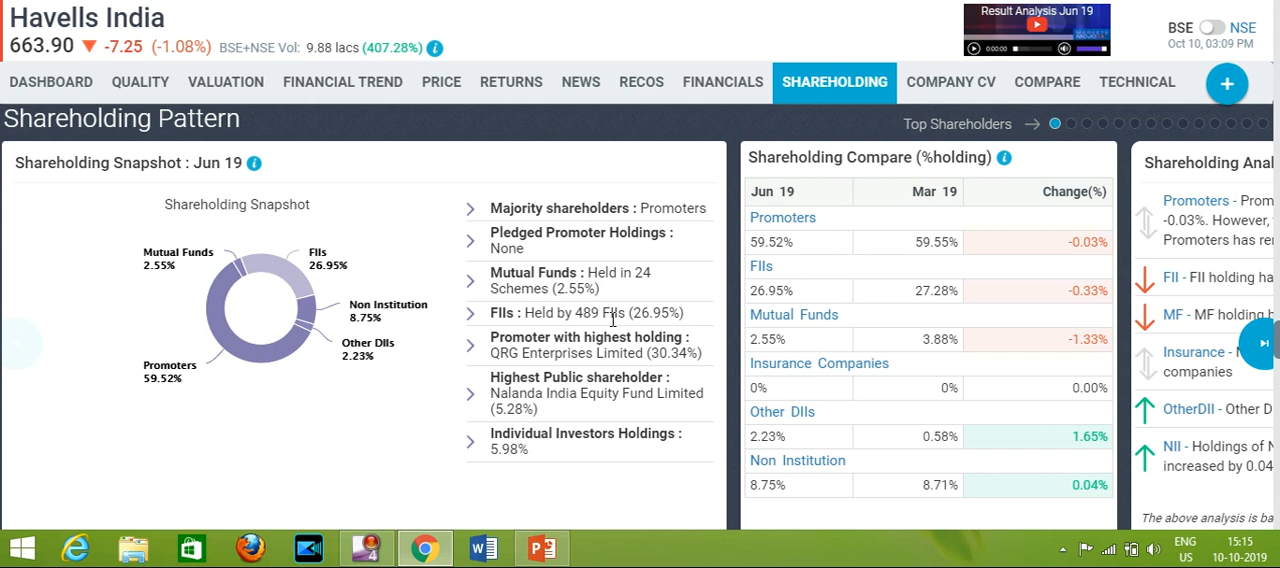 Havells India
663.90 ▼ -7.25 (-1.08%) BSE+NSE Vol: 9.88 lacs (407.28%) i
Result Analysis Jun 19
0:00:00
BSE NSE
Oct 10, 03:09 PM
DASHBOARD QUALITY VALUATION FINANCIAL TREND PRICE RETURNS NEWS RECOS FINANCIALS SHAREHOLDING COMPANY CV COMPARE TECHNICAL +
Shareholding Pattern
Top Shareholders →
Shareholding Snapshot : Jun 19 i
Shareholding Snapshot
Mutual Funds
2.55%
FIIs
26.95%
Non Institution
8.75%
Other DIIs
2.23%
Promoters
59.52%
Majority shareholders : Promoters
Pledged Promoter Holdings :
None
Mutual Funds : Held in 24
Schemes (2.55%)
FIIs : Held by 489 FIIs (26.95%)
Promoter with highest holding :
QRG Enterprises Limited (30.34%)
Highest Public shareholder :
Nalanda India Equity Fund Limited
(5.28%)
Individual Investors Holdings :
5.98%
Shareholding Compare (%holding) i
Jun 19 Mar 19 Change(%)
Promoters
59.52% 59.55% -0.03%
FIIs
26.95% 27.28% -0.33%
Mutual Funds
2.55% 3.88% -1.33%
Insurance Companies
0% 0% 0.00%
Other DIIs
2.23% 0.58% 1.65%
Non Institution
8.75% 8.71% 0.04%
Shareholding Anal
Promoters - Prom
-0.03%. However,
Promoters has re
FII - FII holding ha
MF - MF holding
Insurance -
companies
OtherDII - Other D
NII - Holdings of N
increased by 0.04
The above analysis is ba
ENG
US
15:15
10-10-2019